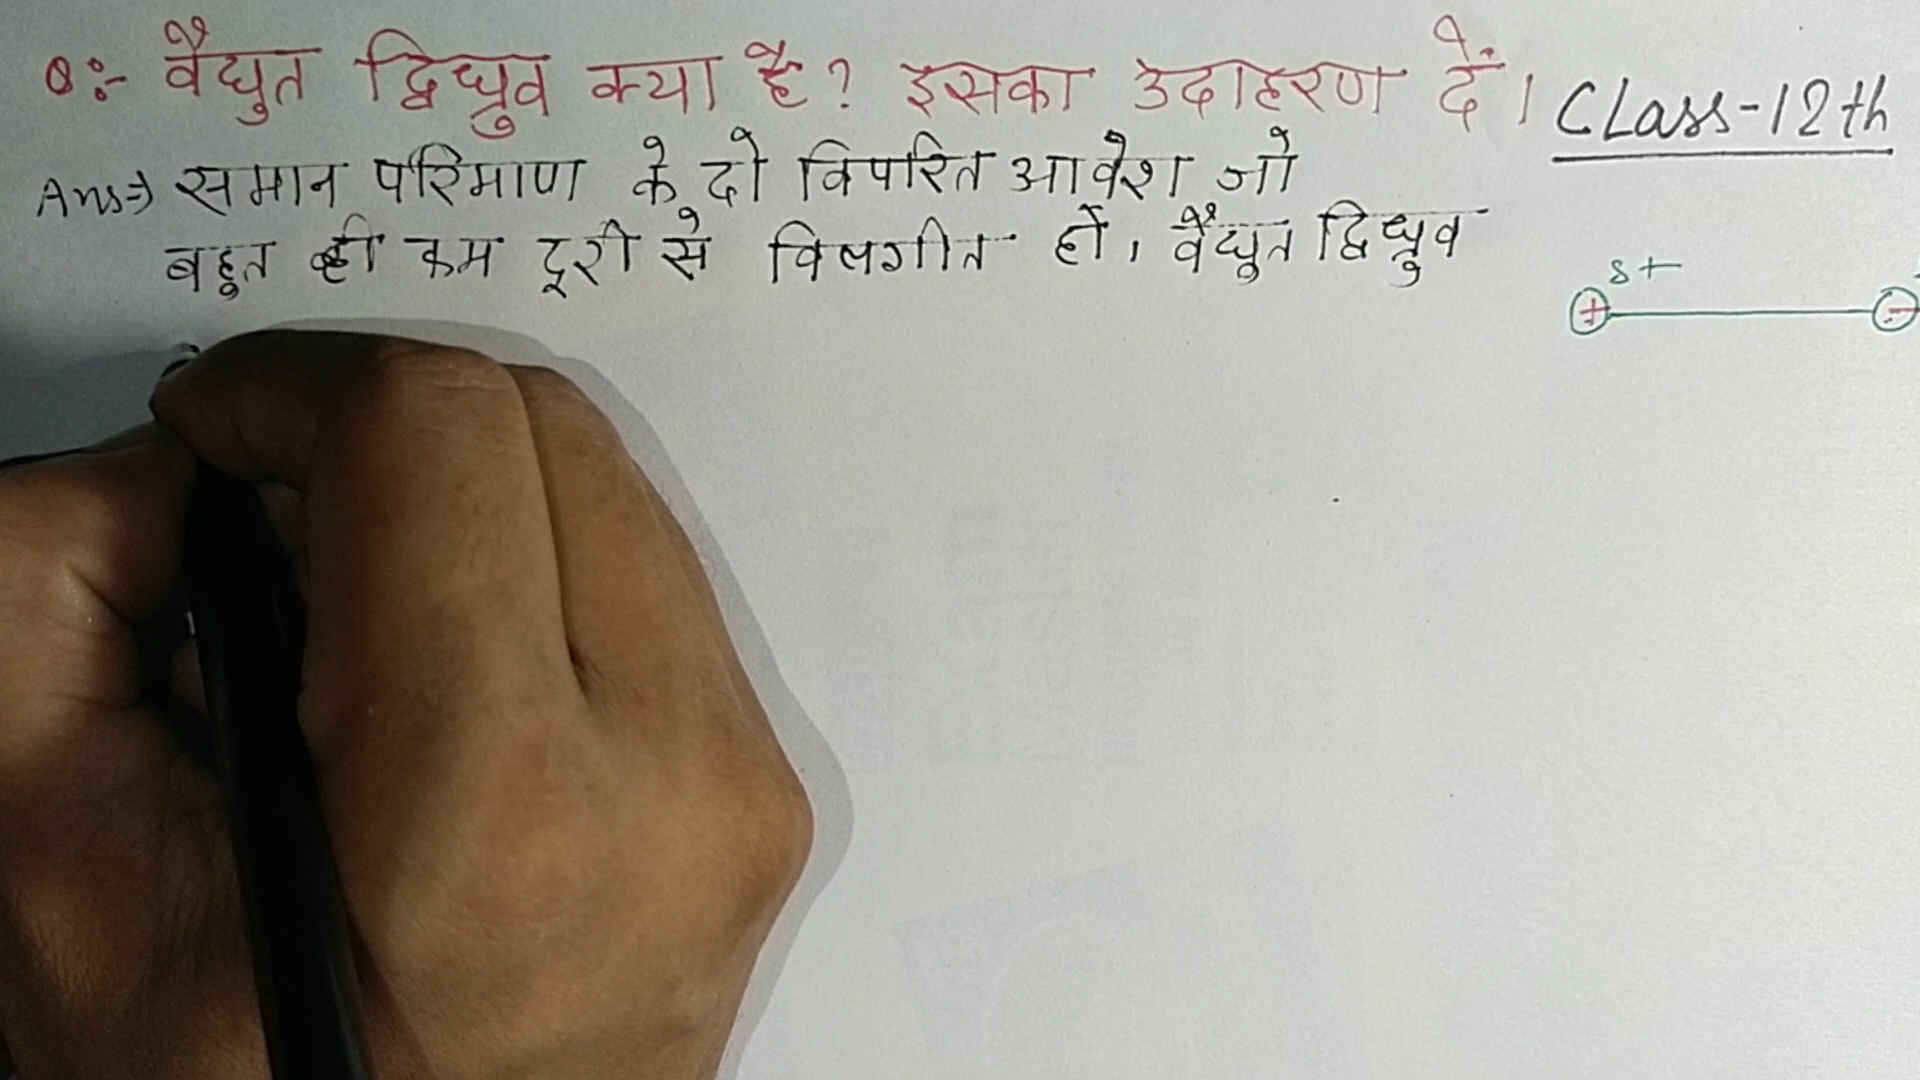 Q:- वैद्युत द्विध्रुव क्या है? इसका उदाहरण दें।
CLass-12th
Ans⇒ समान परिमाण के दो विपरित आवेश जो
बहुत ही कम दूरी से विलगीत हों, वैद्युत द्विध्रुव
δ+
+ -